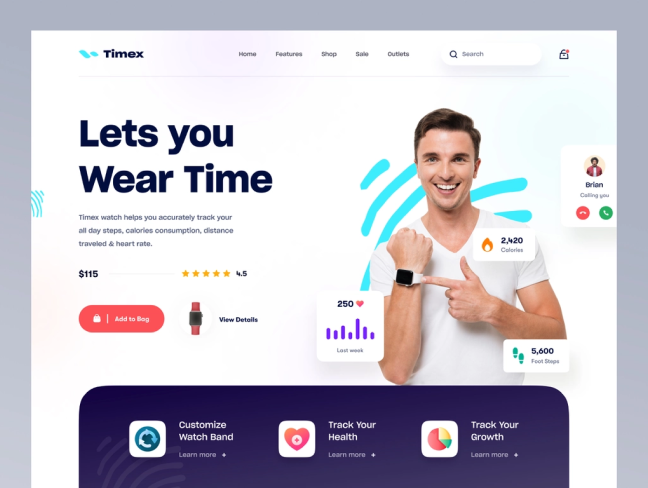 Timex
Home
Features
Shop
Sale
Outlets
Search
Lets you
Wear Time
Timex watch helps you accurately track your
all day steps, calories consumption, distance
traveled & heart rate.
$115
4.5
Add to Bag
View Details
Brian
Calling you
2,420
Calories
250
Last week
5,600
Foot Steps
Customize
Watch Band
Learn more +
Track Your
Health
Learn more +
Track Your
Growth
Learn more +